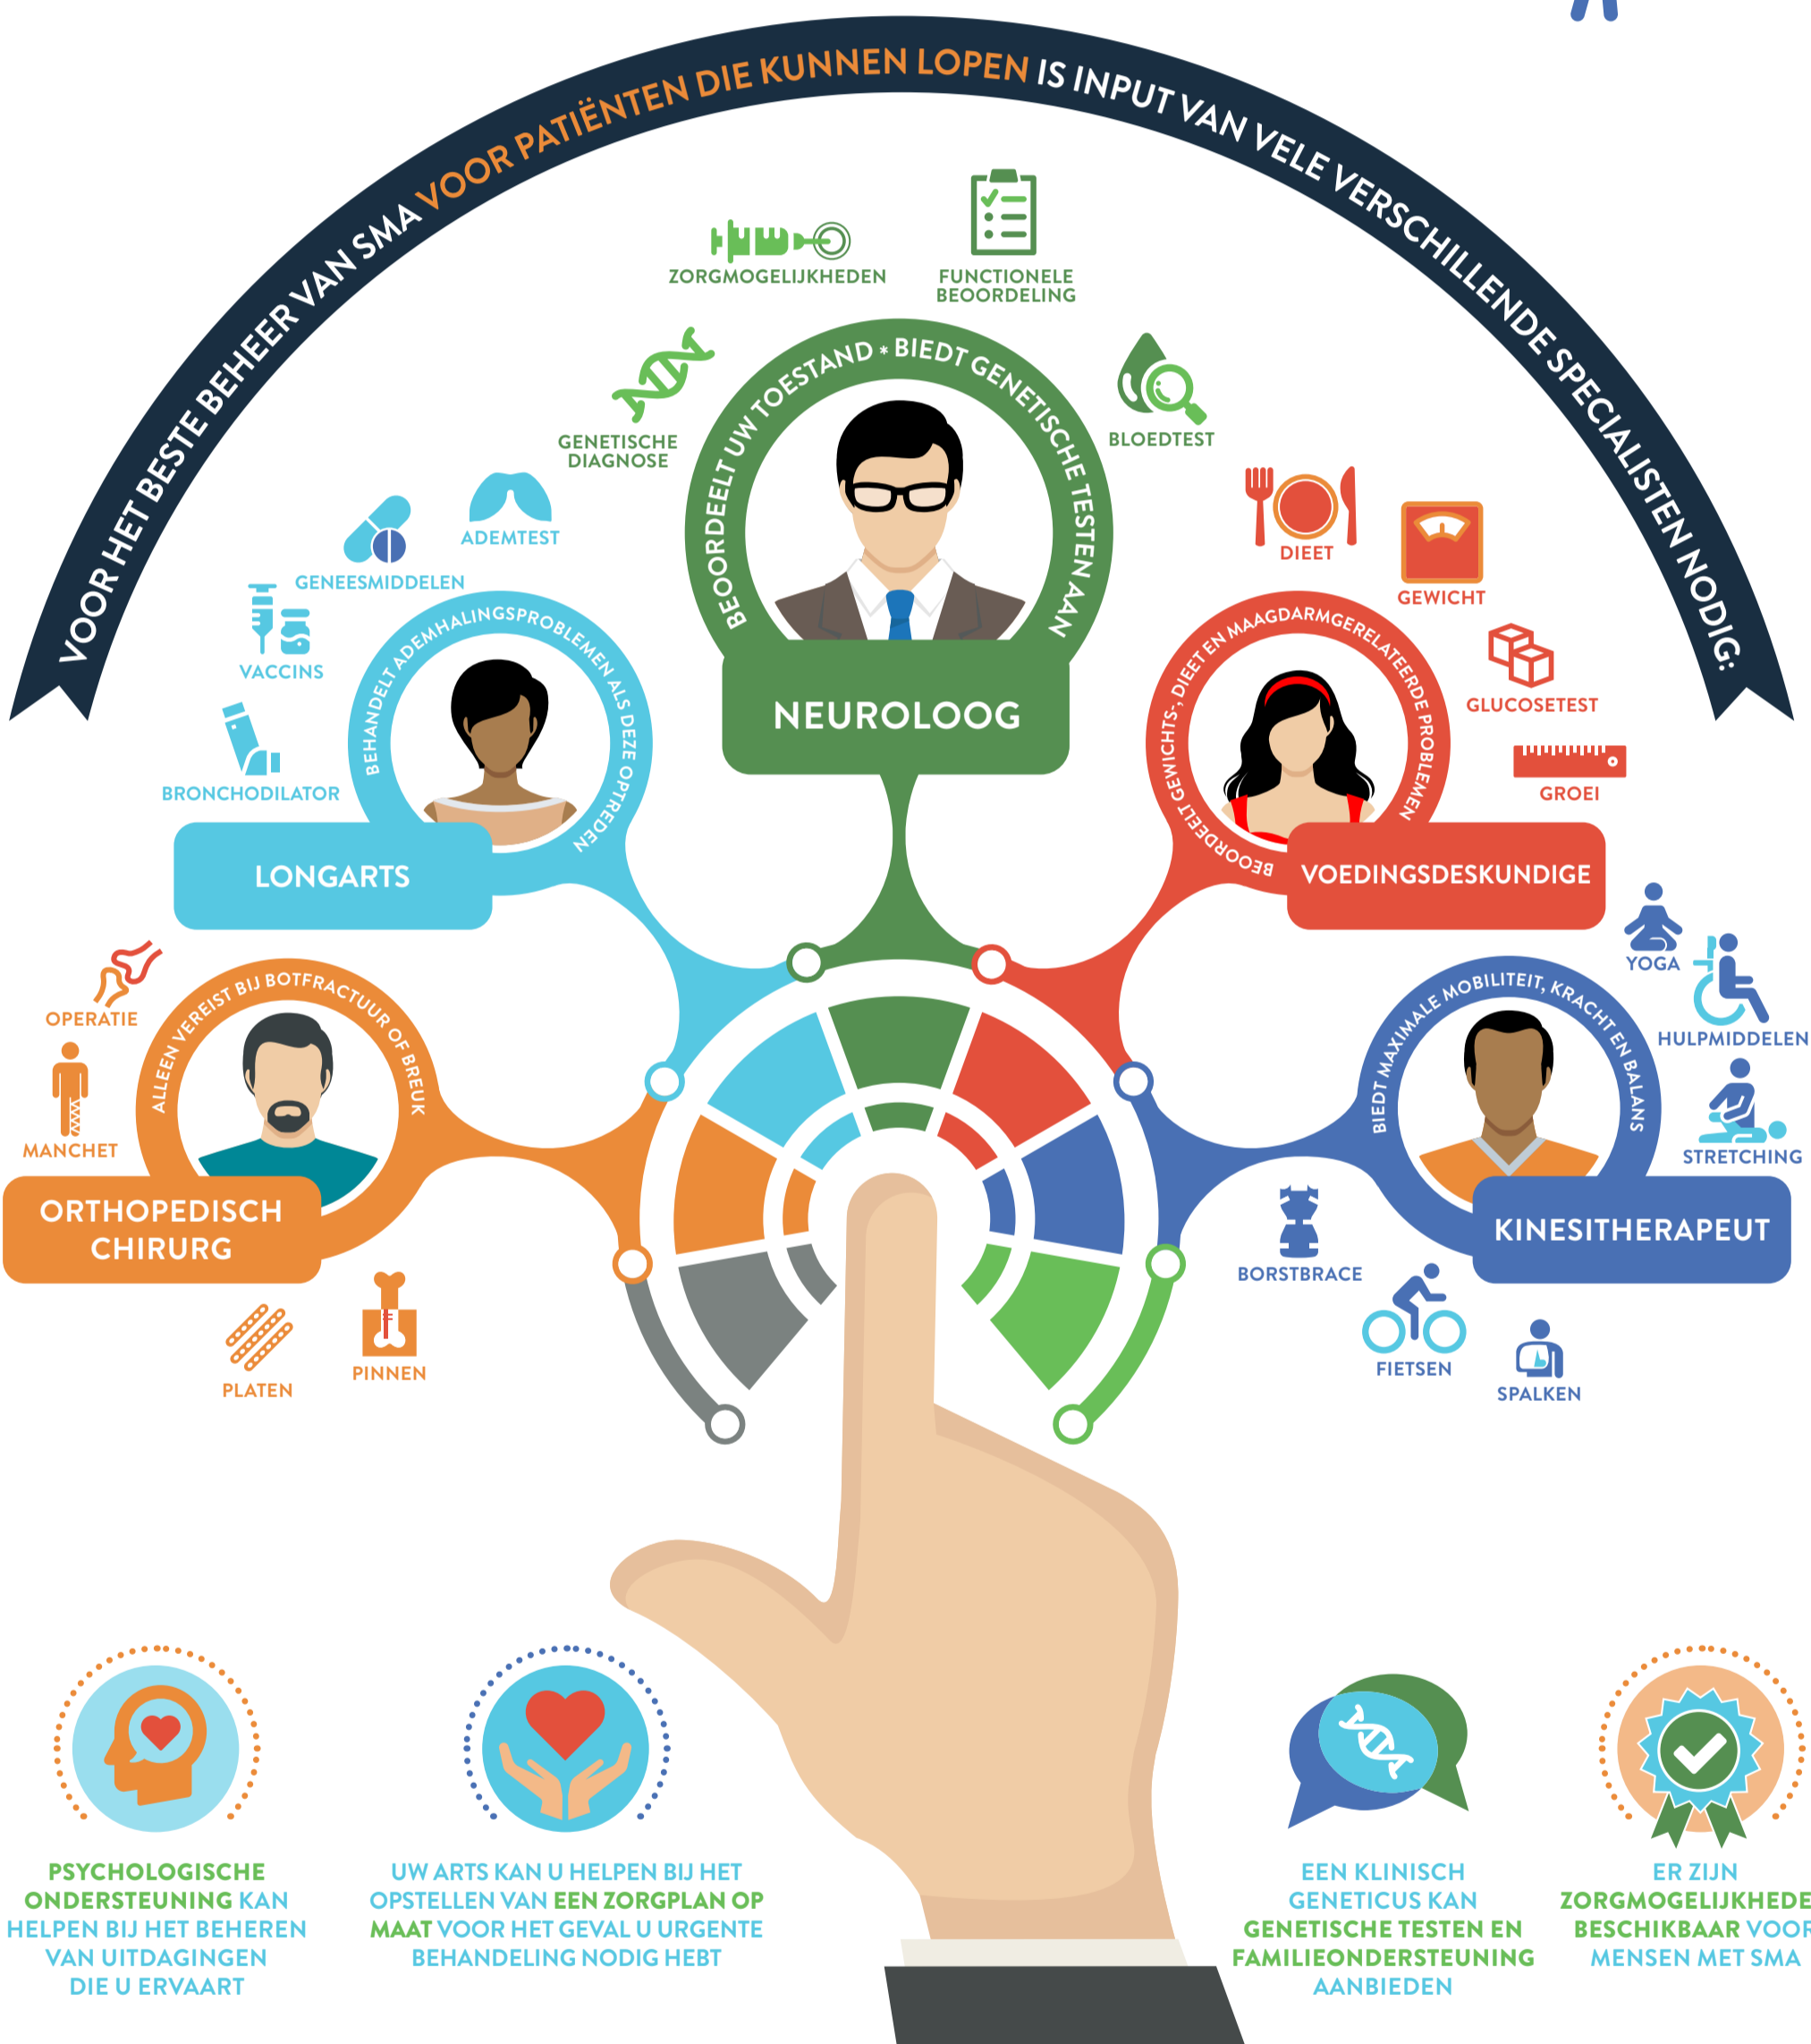 VOOR HET BESTE BEHEER VAN SMA VOOR PATIËNTEN DIE KUNNEN LOPEN IS INPUT VAN VELE VERSCHILLENDE SPECIALISTEN NODIG:
ZORGMOGELIJKHEDEN
FUNCTIONELE
BEOORDELING
GENETISCHE
DIAGNOSE
BLOEDTEST
BEOORDEELT UW TOESTAND * BIEDT GENETISCHE TESTEN AAN
NEUROLOOG
ADEMTEST
GENEESMIDDELEN
VACCINS
BRONCHODILATOR
BEHANDELT ADEMHALINGSPROBLEMEN ALS DEZE OPTREDEN
LONGARTS
DIEET
GEWICHT
GLUCOSETEST
GROEI
BEOORDEELT GEWICHTS-, DIEET EN MAAGDARMGERELATEERDE PROBLEMEN
VOEDINGSDESKUNDIGE
OPERATIE
MANCHET
ALLEEN VEREIST BIJ BOTFRACTUUR OF BREUK
ORTHOPEDISCH
CHIRURG
PLATEN
PINNEN
YOGA
HULPMIDDELEN
STRETCHING
BIEDT MAXIMALE MOBILITEIT, KRACHT EN BALANS
KINESITHERAPEUT
BORSTBRACE
FIETSEN
SPALKEN
PSYCHOLOGISCHE
ONDERSTEUNING KAN
HELPEN BIJ HET BEHEREN
VAN UITDAGINGEN
DIE U ERVAART
UW ARTS KAN U HELPEN BIJ HET
OPSTELLEN VAN EEN ZORGPLAN OP
MAAT VOOR HET GEVAL U URGENTE
BEHANDELING NODIG HEBT
EEN KLINISCH
GENETICUS KAN
GENETISCHE TESTEN EN
FAMILIEONDERSTEUNING
AANBIEDEN
ER ZIJN
ZORGMOGELIJKHEDE
BESCHIKBAAR VOOR
MENSEN MET SMA